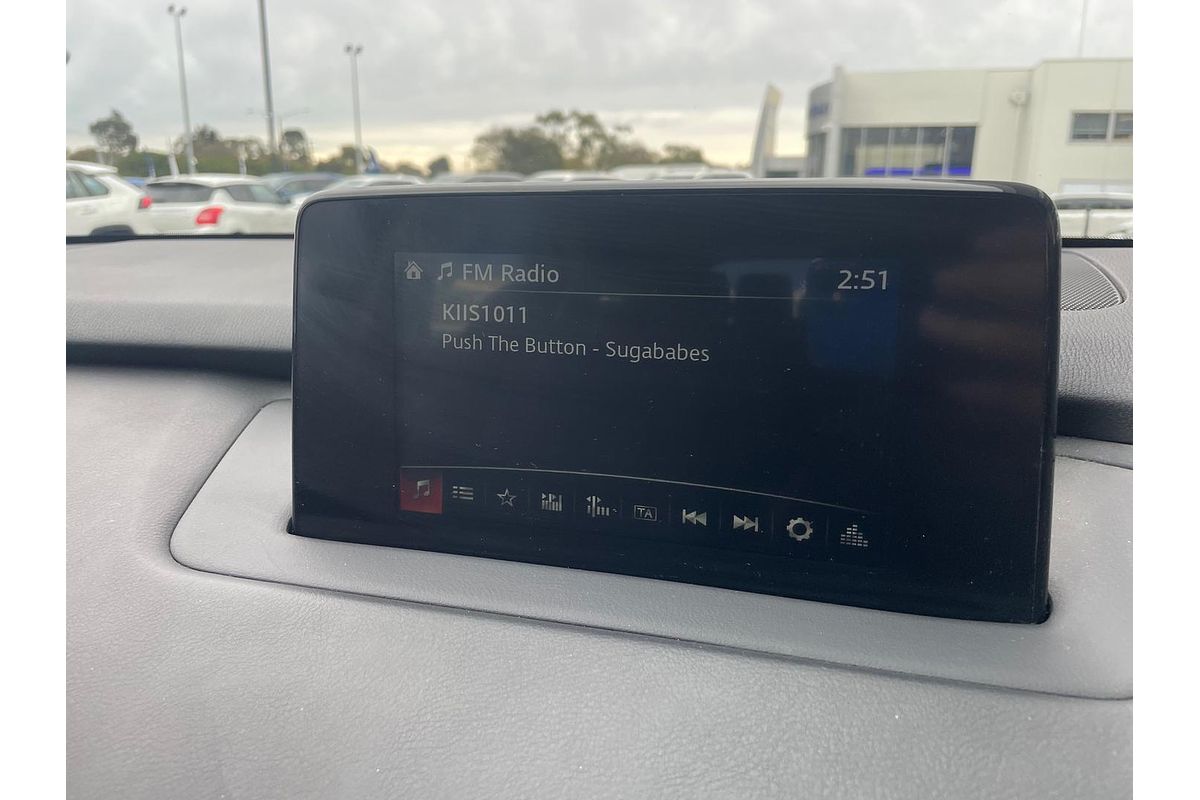 FM Radio
2:51
KIIS1011
Push The Button - Sugababes
TA